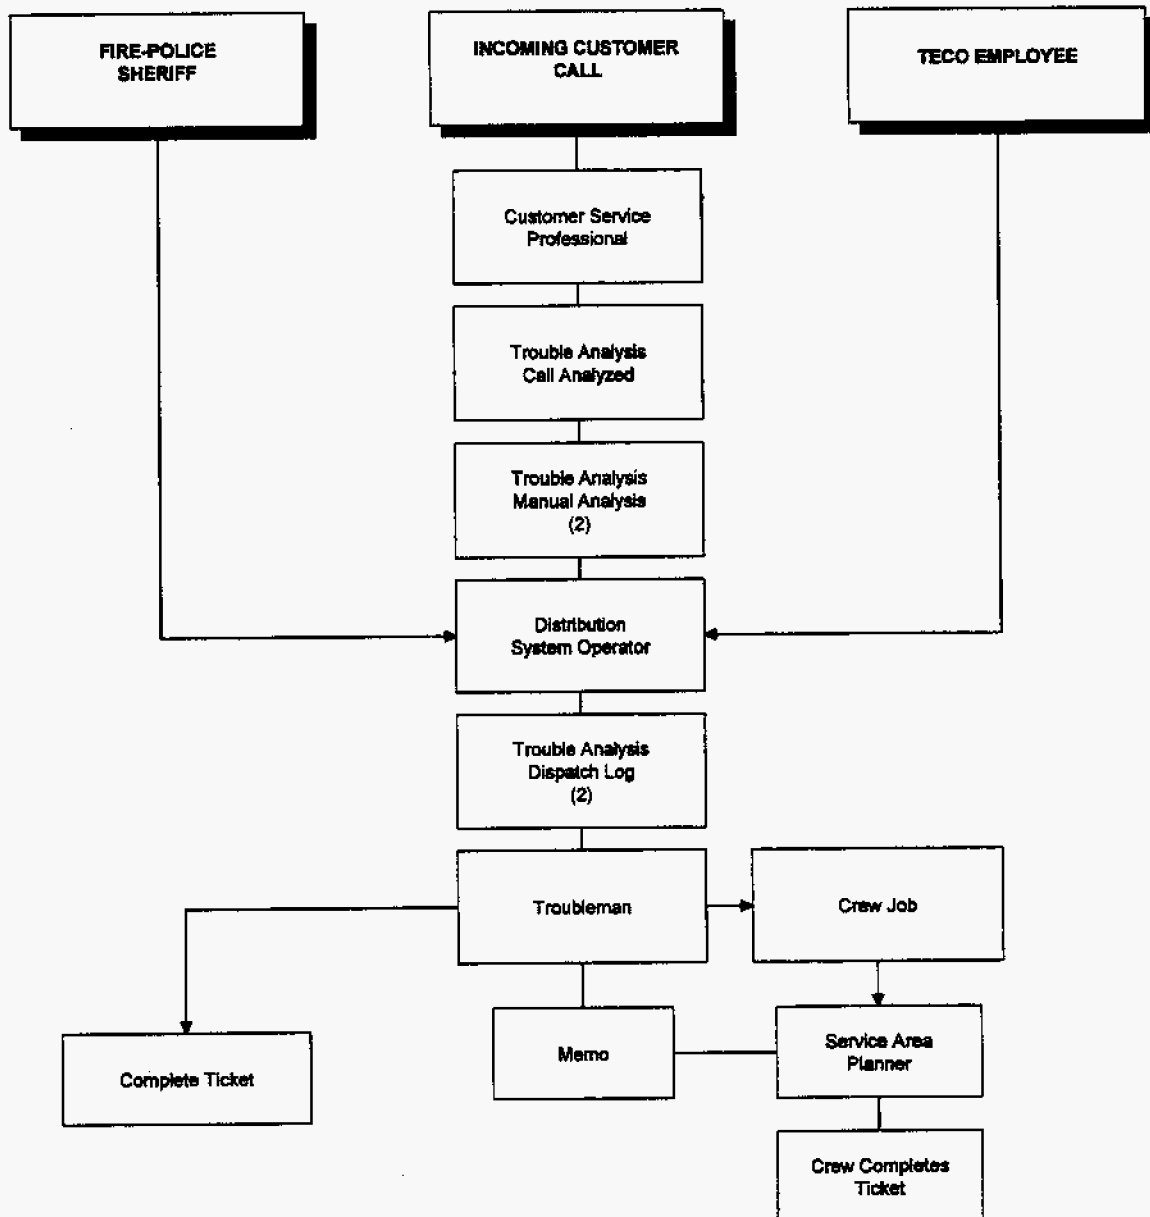 FIRE-POLICE
SHERIFF
INCOMING CUSTOMER
CALL
TECO EMPLOYEE
Customer Service
Professional
Trouble Analysis
Call Analyzed
Trouble Analysis
Manual Analysis
(2)
Distribution
System Operator
Trouble Analysis
Dispatch Log
(2)
Troubleman
Crew Job
Complete Ticket
Memo
Service Area
Planner
Crew Completes
Ticket